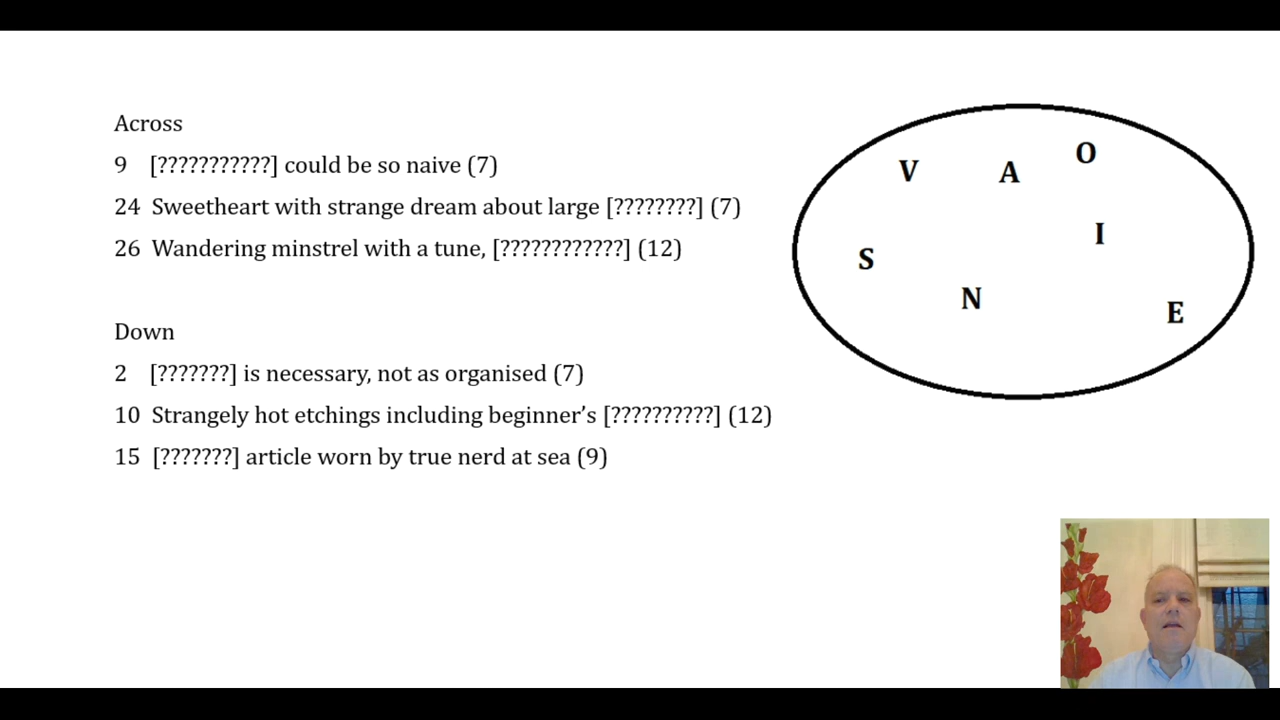 Across
9 [???????????] could be so naive (7)
24 Sweetheart with strange dream about large [????????] (7)
26 Wandering minstrel with a tune, [????????????] (12)
Down
2 [???????] is necessary, not as organised (7)
10 Strangely hot etchings including beginner’s [??????????] (12)
15 [???????] article worn by true nerd at sea (9)
V A O
I
S
N
E